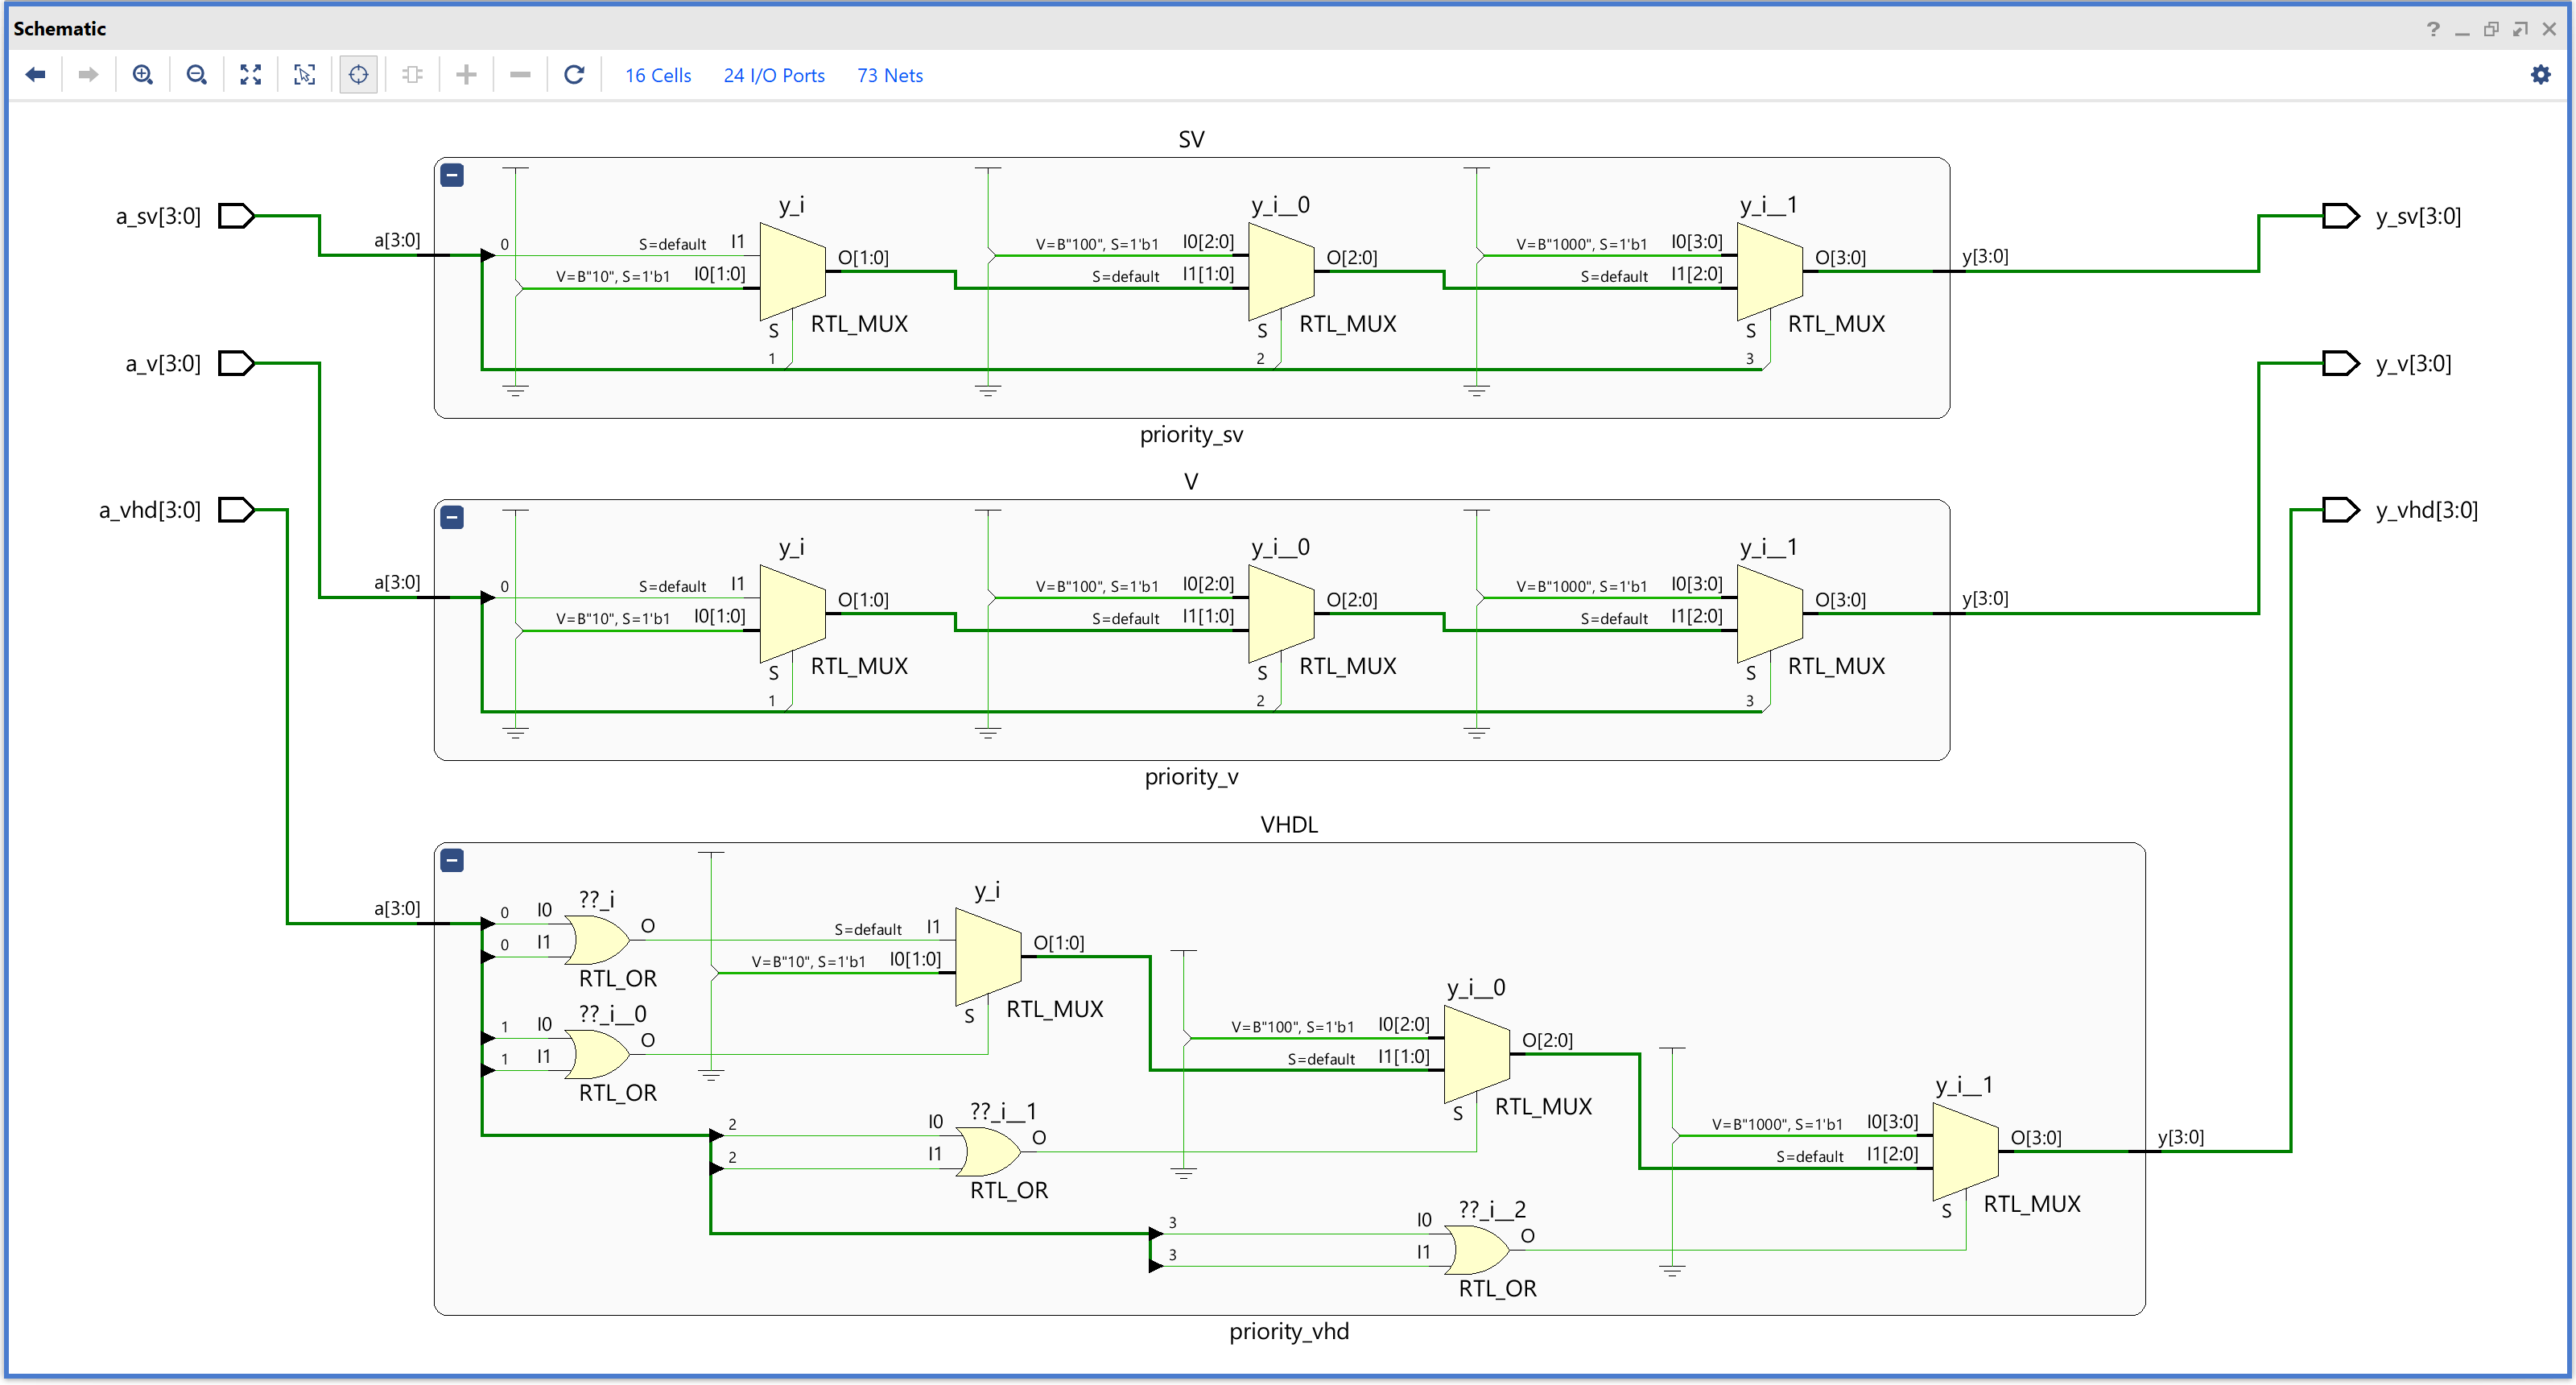 Schematic
16 Cells 24 I/O Ports 73 Nets
SV
a_sv[3:0]
a[3:0]
0
S=default I1
V=B"10", S=1'b1 I0[1:0]
y_i
O[1:0]
S
RTL_MUX
1
V=B"100", S=1'b1 I0[2:0]
S=default I1[1:0]
y_i__0
O[2:0]
S
RTL_MUX
2
V=B"1000", S=1'b1 I0[3:0]
S=default I1[2:0]
y_i__1
O[3:0]
S
RTL_MUX
3
y[3:0]
y_sv[3:0]
priority_sv
V
a_v[3:0]
a[3:0]
0
S=default I1
V=B"10", S=1'b1 I0[1:0]
y_i
O[1:0]
S
RTL_MUX
1
V=B"100", S=1'b1 I0[2:0]
S=default I1[1:0]
y_i__0
O[2:0]
S
RTL_MUX
2
V=B"1000", S=1'b1 I0[3:0]
S=default I1[2:0]
y_i__1
O[3:0]
S
RTL_MUX
3
y[3:0]
y_v[3:0]
priority_v
VHDL
a_vhd[3:0]
a[3:0]
??_i
0 I0
0 I1
O
RTL_OR
??_i__0
1 I0
1 I1
O
RTL_OR
y_i
S=default I1
V=B"10", S=1'b1 I0[1:0]
O[1:0]
S
RTL_MUX
??_i__1
2 I0
2 I1
O
RTL_OR
y_i__0
V=B"100", S=1'b1 I0[2:0]
S=default I1[1:0]
O[2:0]
S
RTL_MUX
??_i__2
3 I0
3 I1
O
RTL_OR
y_i__1
V=B"1000", S=1'b1 I0[3:0]
S=default I1[2:0]
O[3:0]
S
RTL_MUX
y[3:0]
y_vhd[3:0]
priority_vhd